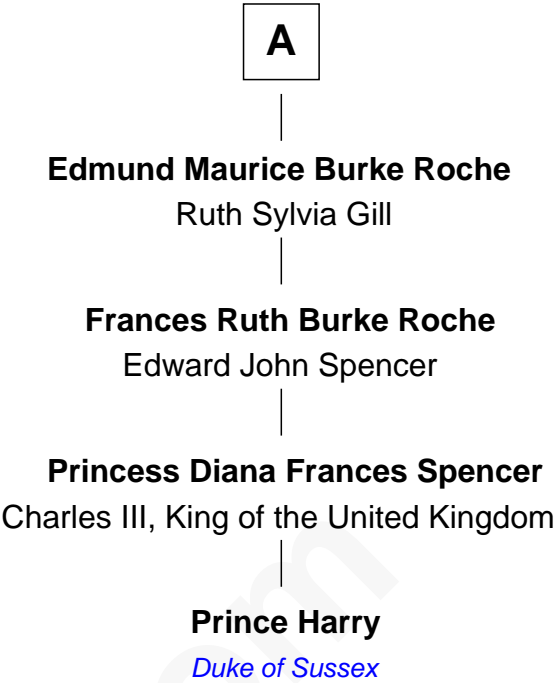 A
Edmund Maurice Burke Roche
Ruth Sylvia Gill
Frances Ruth Burke Roche
Edward John Spencer
Princess Diana Frances Spencer
Charles III, King of the United Kingdom
Prince Harry
Duke of Sussex